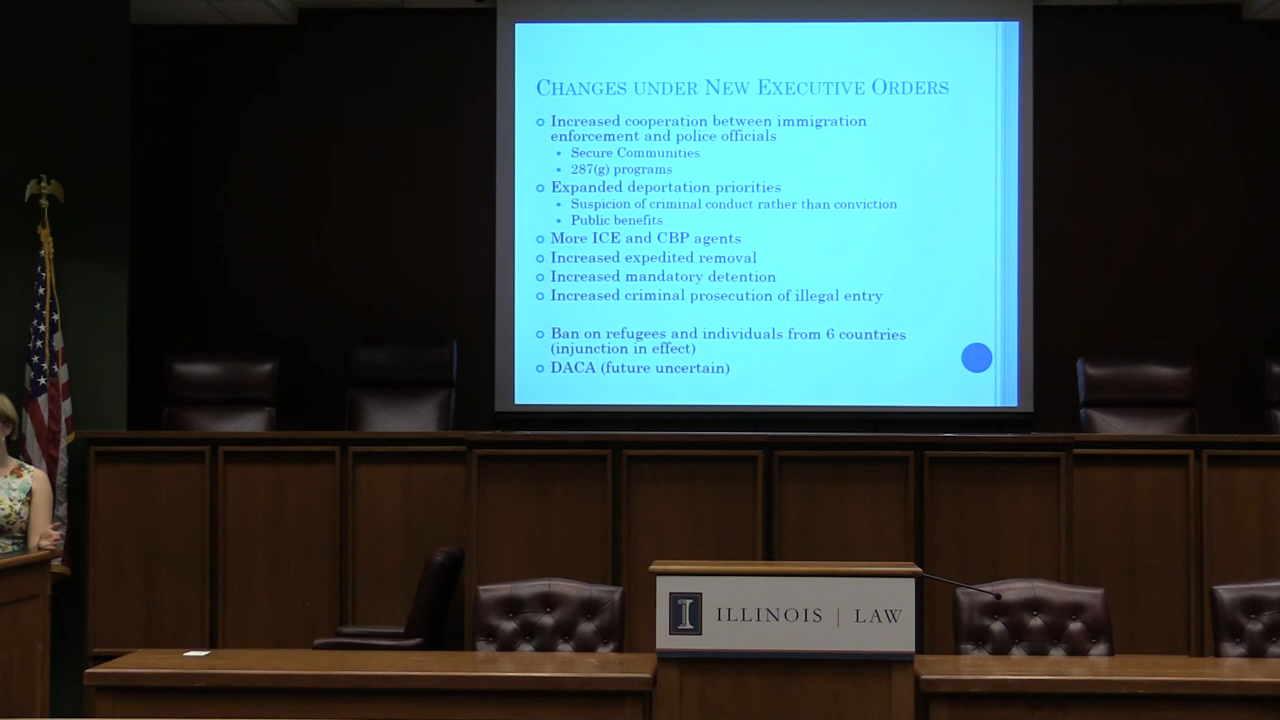 CHANGES UNDER NEW EXECUTIVE ORDERS
Increased cooperation between immigration
enforcement and police officials
Secure Communities
287(g) programs
Expanded deportation priorities
Suspicion of criminal conduct rather than conviction
Public benefits
More ICE and CBP agents
Increased expedited removal
Increased mandatory detention
Increased criminal prosecution of illegal entry
Ban on refugees and individuals from 6 countries
(injunction in effect)
DACA (future uncertain)
I ILLINOIS | LAW